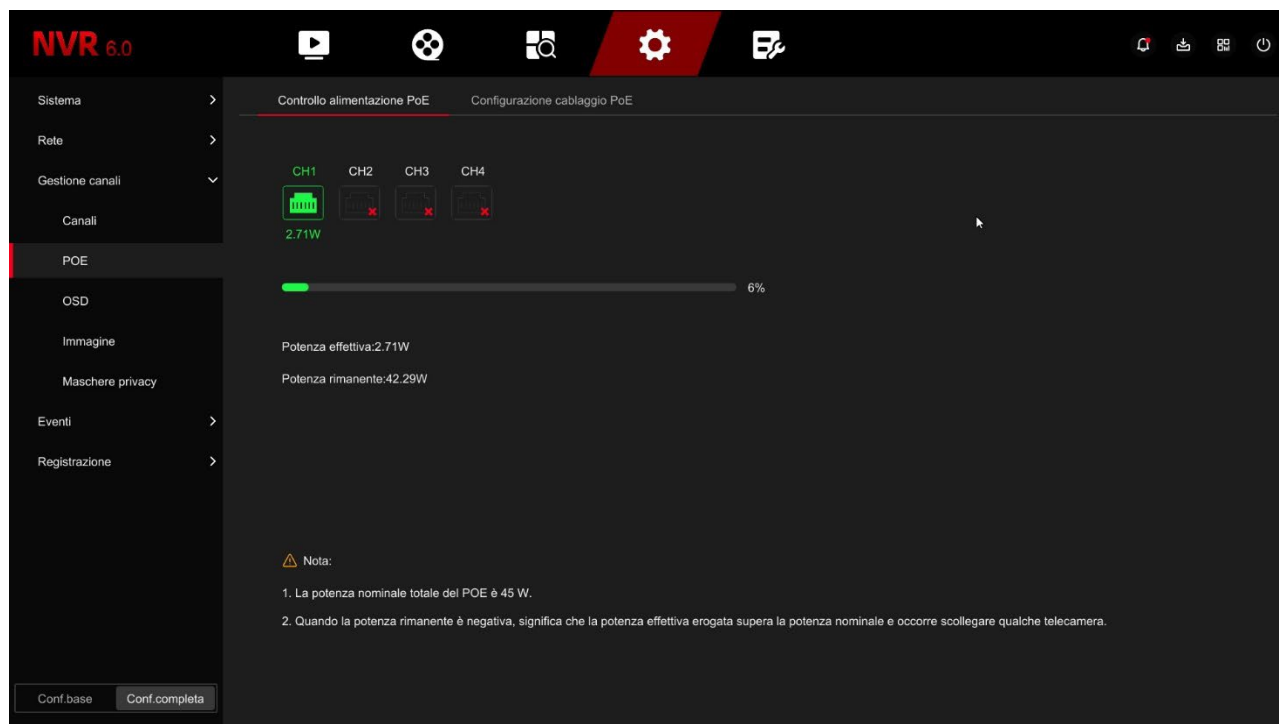 NVR 6.0
Sistema
Rete
Gestione canali
Canali
POE
OSD
Immagine
Maschere privacy
Eventi
Registrazione
Conf.base Conf.completa
Controllo alimentazione PoE Configurazione cablaggio PoE
CH1 CH2 CH3 CH4
2.71W
6%
Potenza effettiva:2.71W
Potenza rimanente:42.29W
Nota:
1. La potenza nominale totale del POE è 45 W.
2. Quando la potenza rimanente è negativa, significa che la potenza effettiva erogata supera la potenza nominale e occorre scollegare qualche telecamera.